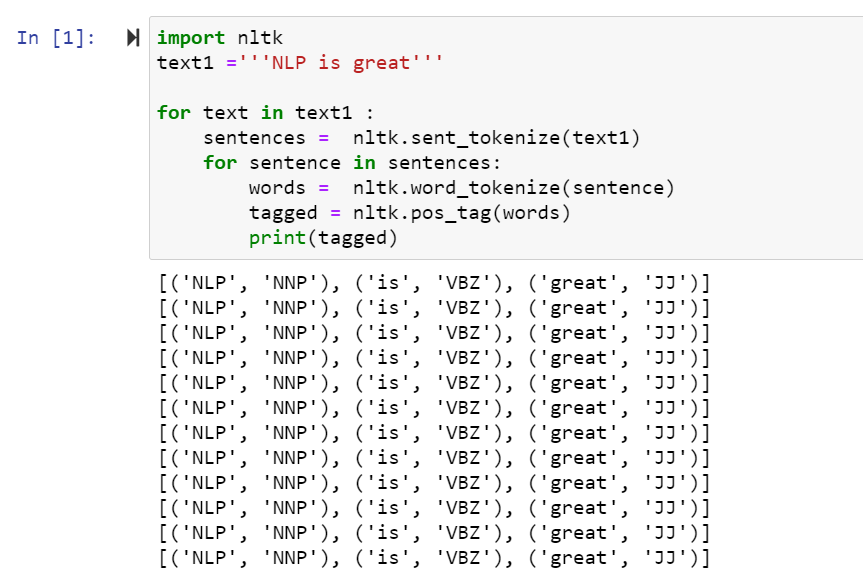 In [1]:
import nltk
text1 ='''NLP is great'''
for text in text1 :
    sentences =  nltk.sent_tokenize(text1)
    for sentence in sentences:
        words =  nltk.word_tokenize(sentence)
        tagged = nltk.pos_tag(words)
        print(tagged)
[('NLP', 'NNP'), ('is', 'VBZ'), ('great', 'JJ')]
[('NLP', 'NNP'), ('is', 'VBZ'), ('great', 'JJ')]
[('NLP', 'NNP'), ('is', 'VBZ'), ('great', 'JJ')]
[('NLP', 'NNP'), ('is', 'VBZ'), ('great', 'JJ')]
[('NLP', 'NNP'), ('is', 'VBZ'), ('great', 'JJ')]
[('NLP', 'NNP'), ('is', 'VBZ'), ('great', 'JJ')]
[('NLP', 'NNP'), ('is', 'VBZ'), ('great', 'JJ')]
[('NLP', 'NNP'), ('is', 'VBZ'), ('great', 'JJ')]
[('NLP', 'NNP'), ('is', 'VBZ'), ('great', 'JJ')]
[('NLP', 'NNP'), ('is', 'VBZ'), ('great', 'JJ')]
[('NLP', 'NNP'), ('is', 'VBZ'), ('great', 'JJ')]
[('NLP', 'NNP'), ('is', 'VBZ'), ('great', 'JJ')]